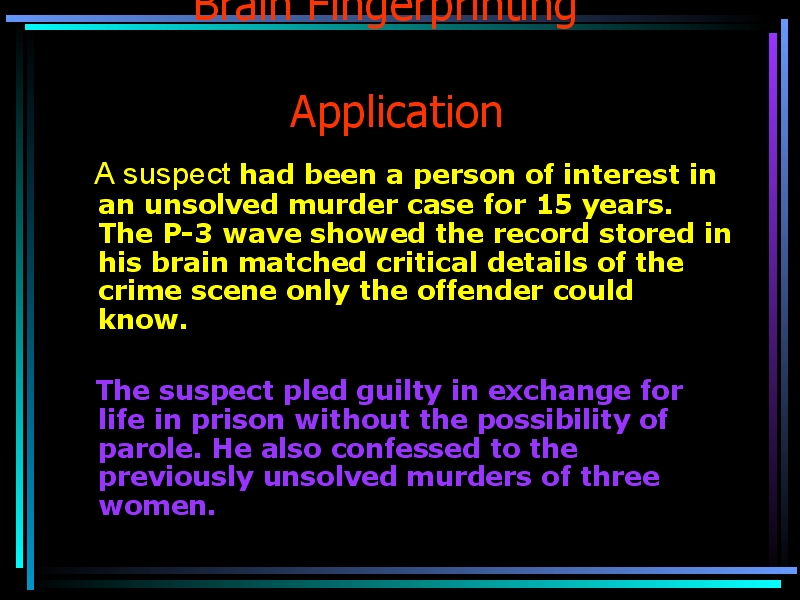 Brain Fingerprinting
Application
A suspect had been a person of interest in
an unsolved murder case for 15 years.
The P-3 wave showed the record stored in
his brain matched critical details of the
crime scene only the offender could
know.
The suspect pled guilty in exchange for
life in prison without the possibility of
parole. He also confessed to the
previously unsolved murders of three
women.